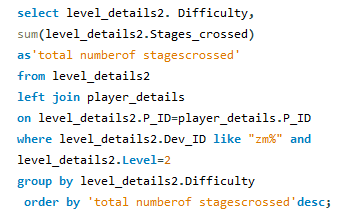 select level_details2. Difficulty,
sum(level_details2.Stages_crossed)
as'total numberof stagescrossed'
from level_details2
left join player_details
on level_details2.P_ID=player_details.P_ID
where level_details2.Dev_ID like "zm%" and
level_details2.Level=2
group by level_details2.Difficulty
order by 'total numberof stagescrossed'desc;